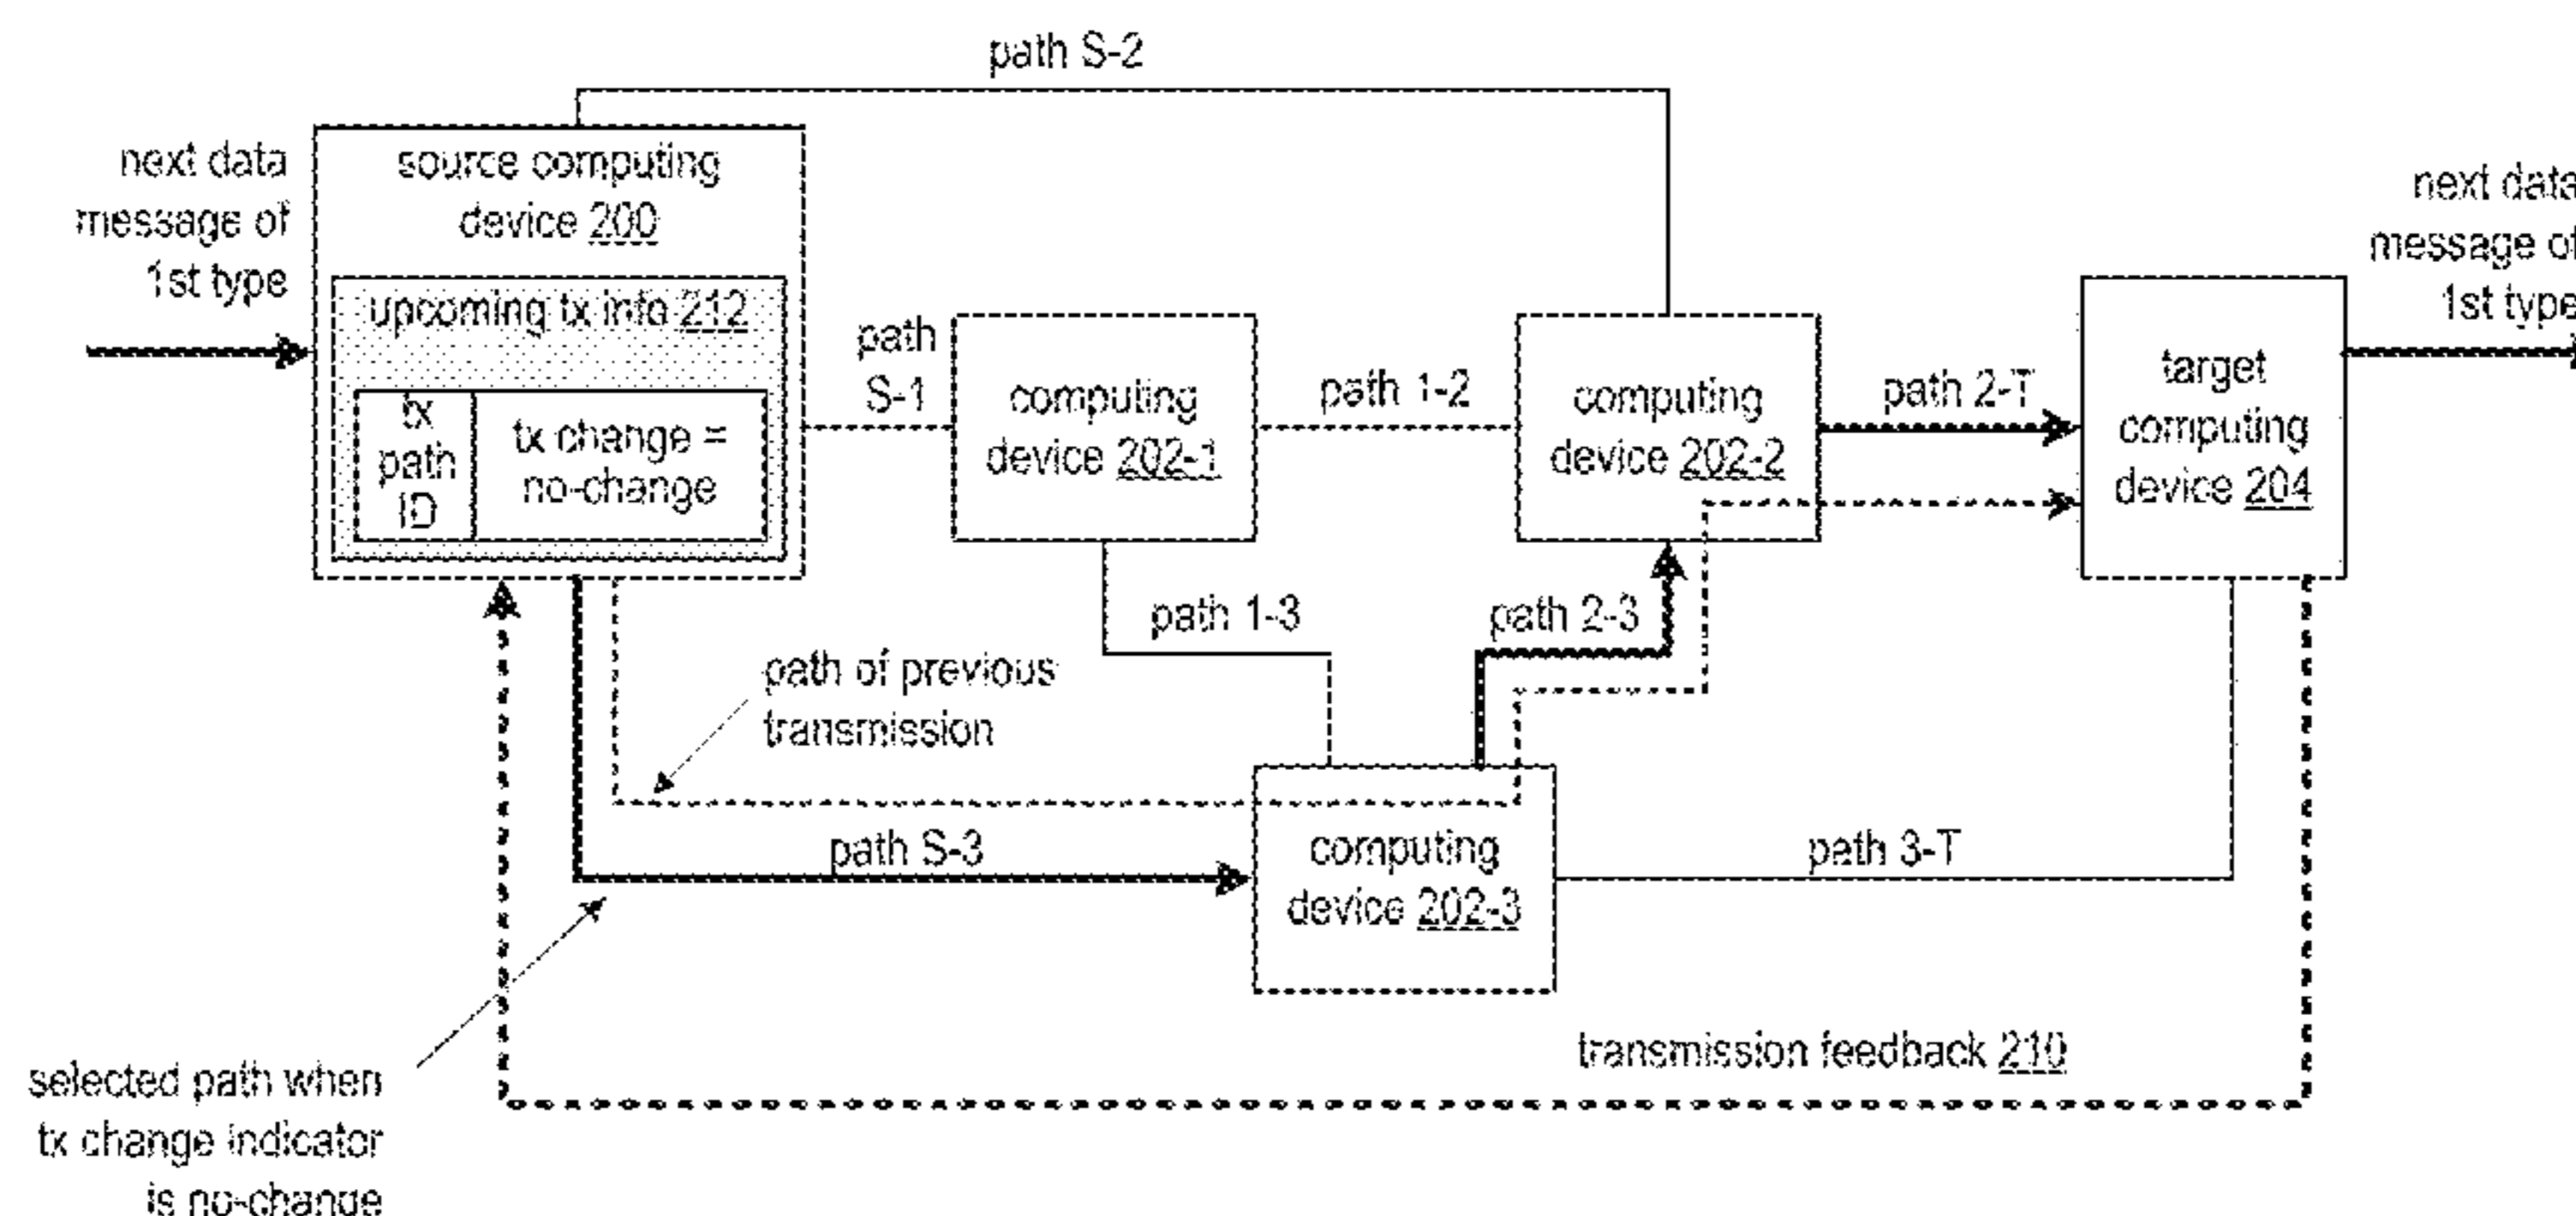 path S-2
next data
message of
1st type
source computing
device 200
upcoming tx info 212
tx
path
ID
tx change =
no-change
path
S-1
computing
device 202-1
path 1-2
computing
device 202-2
path 2-T
target
computing
device 204
next data
message of
1st type
path 1-3
path 2-3
path of previous
transmission
path S-3
computing
device 202-3
path 3-T
transmission feedback 210
selected path when
tx change indicator
is no-change